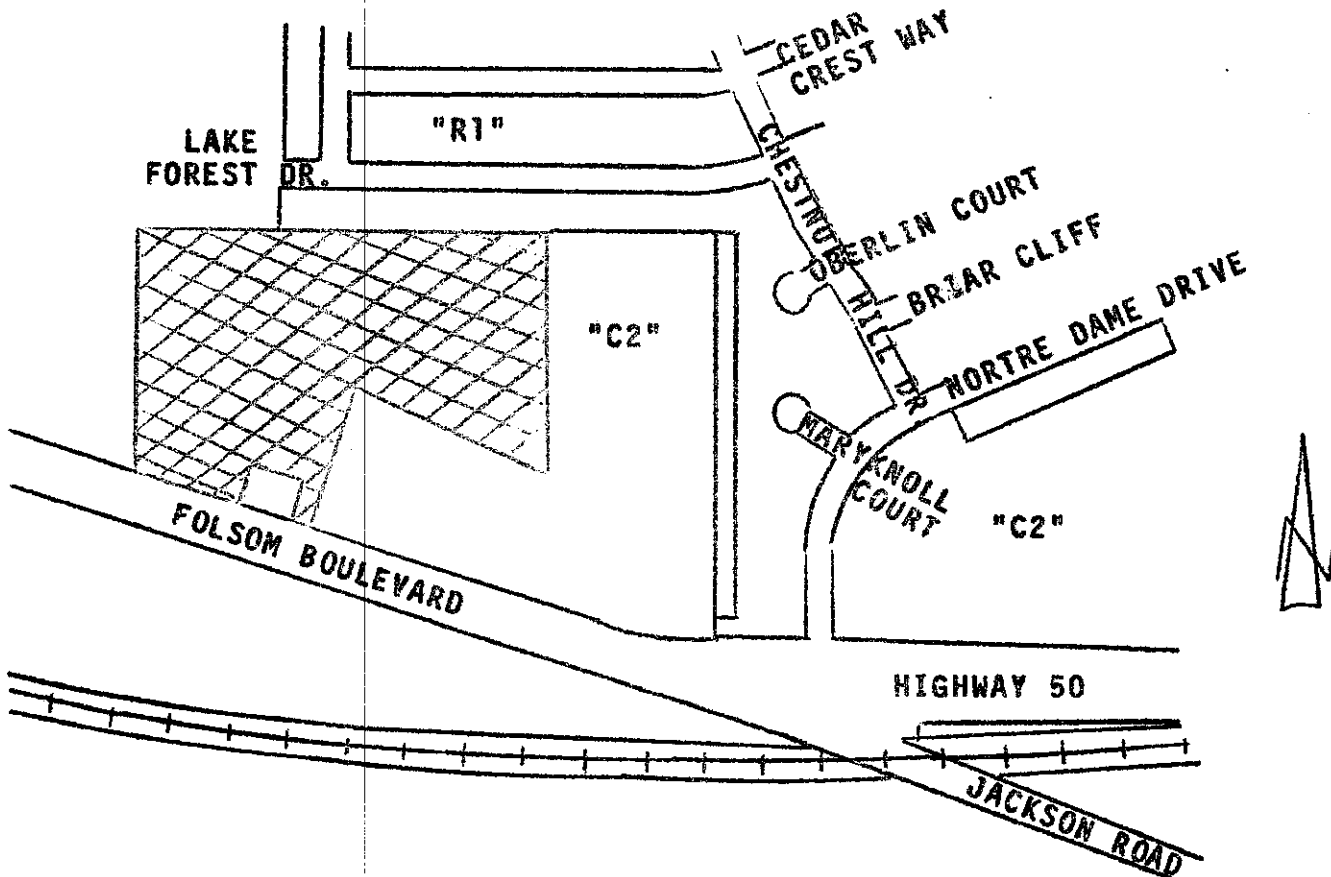 CEDAR
CREST WAY
"R1"
LAKE
FOREST DR.
CHESTNUT HILL DR
OBERLIN COURT
BRIAR CLIFF
NORTRE DAME DRIVE
"C2"
MARYKNOLL
COURT
"C2"
N
FOLSOM BOULEVARD
HIGHWAY 50
JACKSON ROAD